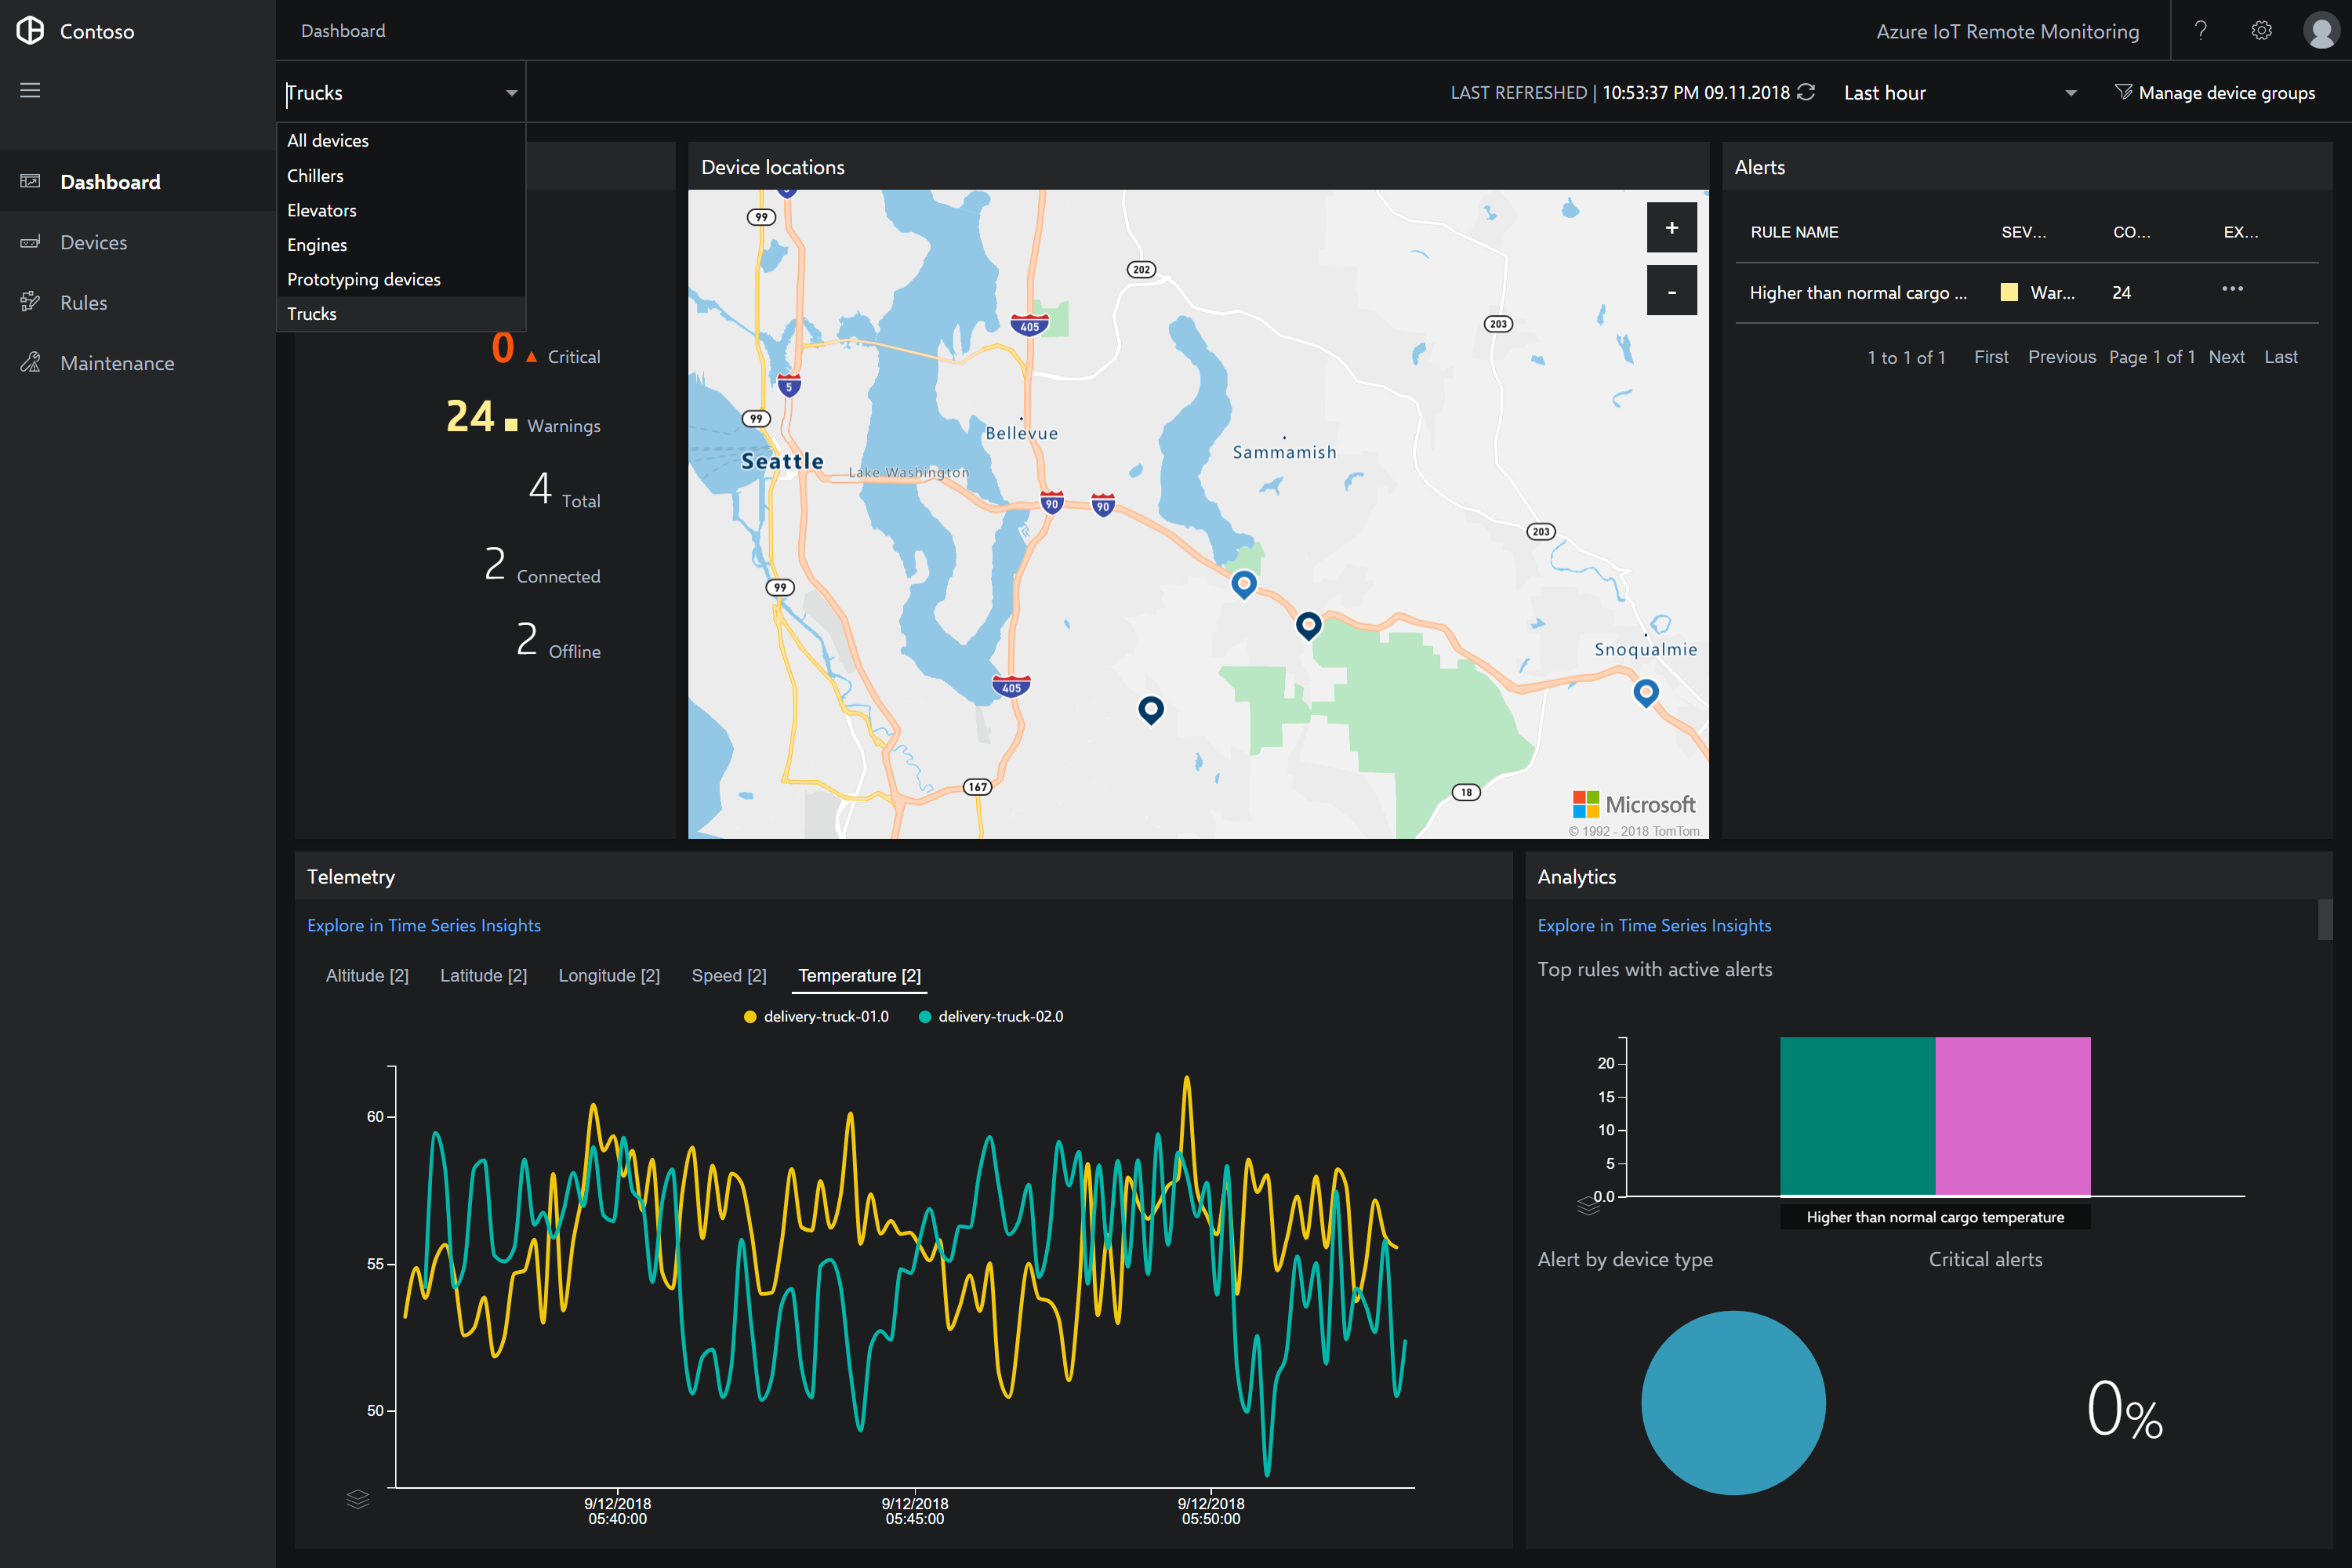 Contoso
Dashboard
Azure IoT Remote Monitoring
?
Trucks
LAST REFRESHED | 10:53:37 PM 09.11.2018
Last hour
Manage device groups
Dashboard
Devices
Rules
Maintenance
All devices
Chillers
Elevators
Engines
Prototyping devices
Trucks
0 Critical
24 Warnings
4 Total
2 Connected
2 Offline
Device locations
+
-
99
202
405
203
5
99
Bellevue
Sammamish
Seattle
Lake Washington
90
90
203
99
Snoqualmie
405
167
18
Microsoft
© 1992 - 2018 TomTom.
Alerts
RULE NAME SEV... CO... EX...
Higher than normal cargo ... War... 24 ...
1 to 1 of 1 First Previous Page 1 of 1 Next Last
Telemetry
Explore in Time Series Insights
Altitude [2] Latitude [2] Longitude [2] Speed [2] Temperature [2]
delivery-truck-01.0 delivery-truck-02.0
60
55
50
9/12/2018 9/12/2018 9/12/2018
05:40:00 05:45:00 05:50:00
Analytics
Explore in Time Series Insights
Top rules with active alerts
20
15
10
5
0.0
Higher than normal cargo temperature
Alert by device type
Critical alerts
0%